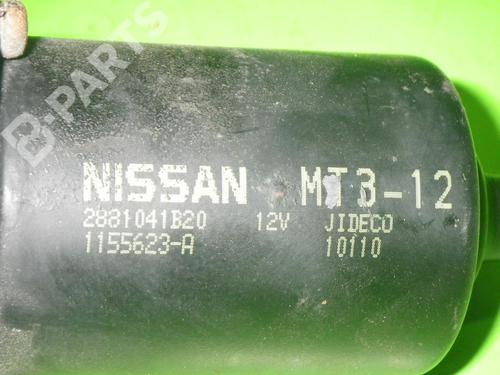 B-PARTS
NISSAN MT3-12
2881041B20 12V JIDECO
1155623-A 10110